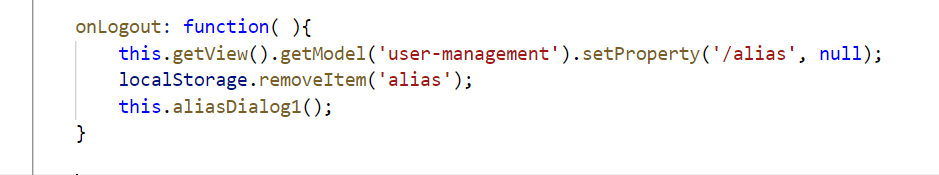 onLogout: function( ){
this.getView().getModel('user-management').setProperty('/alias', null);
localStorage.removeItem('alias');
this.aliasDialog1();
}